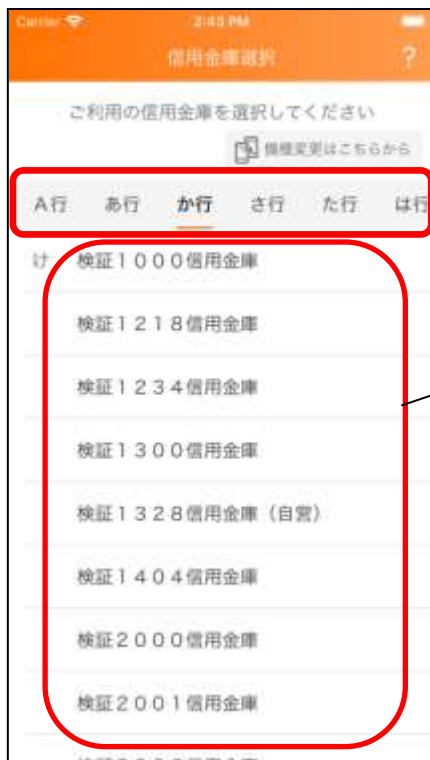 Carrier 2:43 PM
信用金庫選択 ?
ご利用の信用金庫を選択してください
機種変更はこちらから
A行 あ行 か行 さ行 た行 は行
け 検証1000信用金庫
検証1218信用金庫
検証1234信用金庫
検証1300信用金庫
検証1328信用金庫（自営）
検証1404信用金庫
検証2000信用金庫
検証2001信用金庫